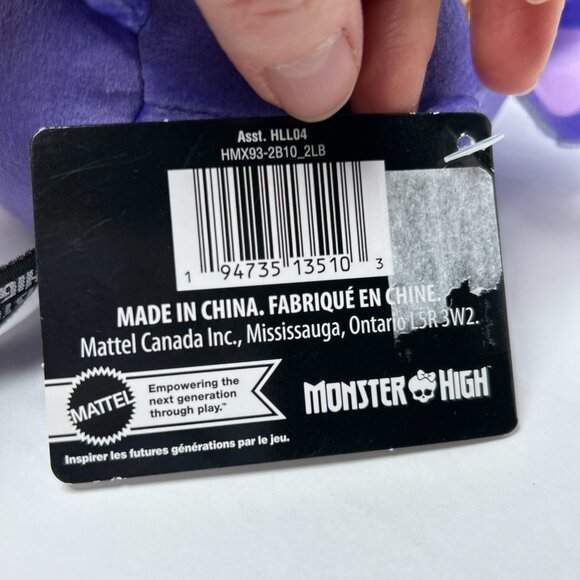 Asst. HLL04
HMX93-2B10_2LB
1 94735 13510 3
MADE IN CHINA. FABRIQUÉ EN CHINE.
Mattel Canada Inc., Mississauga, Ontario L5R 3W2.
MATTEL
Empowering the
next generation
through play.™
MONSTER HIGH
Inspirer les futures générations par le jeu.